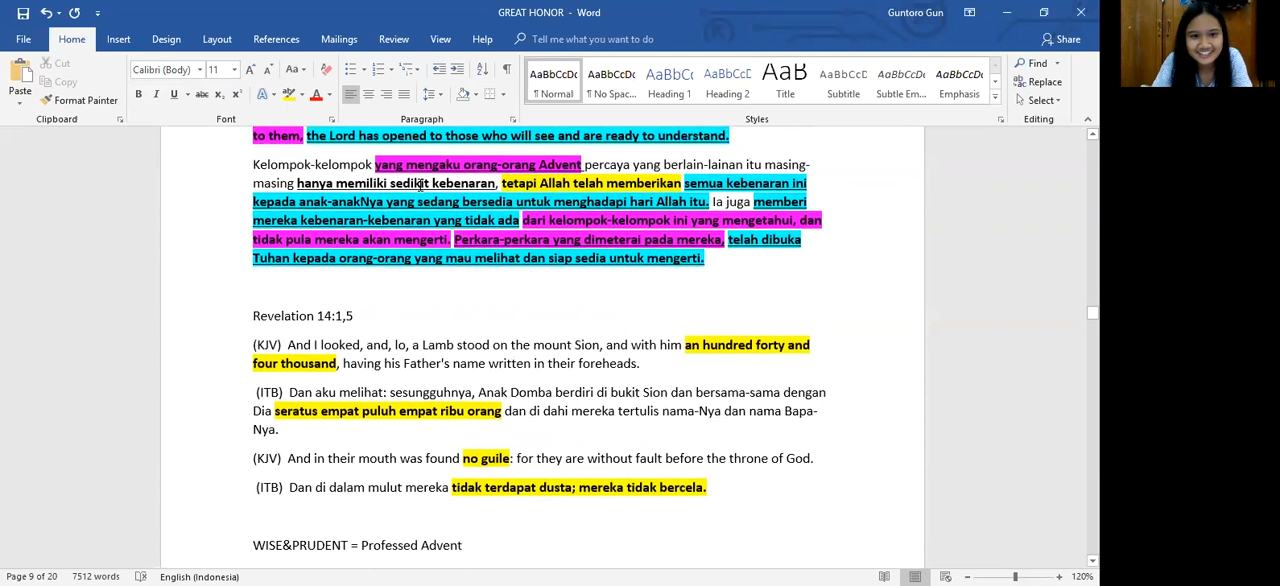 GREAT HONOR - Word
Guntoro Gun
File Home Insert Design Layout References Mailings Review View Help Tell me what you want to do Share
Paste
Cut
Copy
Format Painter
Clipboard
Calibri (Body) 11
Font
Paragraph
AaBbCcDc AaBbCcDc AaBbCc AaBbCcD AaB AaBbCcD AaBbCcDc AaBbCcDc
¶ Normal ¶ No Spac... Heading 1 Heading 2 Title Subtitle Subtle Em... Emphasis
Styles
Find
Replace
Select
Editing
to them, the Lord has opened to those who will see and are ready to understand.
Kelompok-kelompok yang mengaku orang-orang Advent percaya yang berlain-lainan itu masing-
masing hanya memiliki sedikit kebenaran, tetapi Allah telah memberikan semua kebenaran ini
kepada anak-anakNya yang sedang bersedia untuk menghadapi hari Allah itu. Ia juga memberi
mereka kebenaran-kebenaran yang tidak ada dari kelompok-kelompok ini yang mengetahui, dan
tidak pula mereka akan mengerti. Perkara-perkara yang dimeterai pada mereka, telah dibuka
Tuhan kepada orang-orang yang mau melihat dan siap sedia untuk mengerti.
Revelation 14:1,5
(KJV) And I looked, and, lo, a Lamb stood on the mount Sion, and with him an hundred forty and
four thousand, having his Father's name written in their foreheads.
(ITB) Dan aku melihat: sesungguhnya, Anak Domba berdiri di bukit Sion dan bersama-sama dengan
Dia seratus empat puluh empat ribu orang dan di dahi mereka tertulis nama-Nya dan nama Bapa-
Nya.
(KJV) And in their mouth was found no guile: for they are without fault before the throne of God.
(ITB) Dan di dalam mulut mereka tidak terdapat dusta; mereka tidak bercela.
WISE&PRUDENT = Professed Advent
Page 9 of 20 7512 words English (Indonesia) 120%